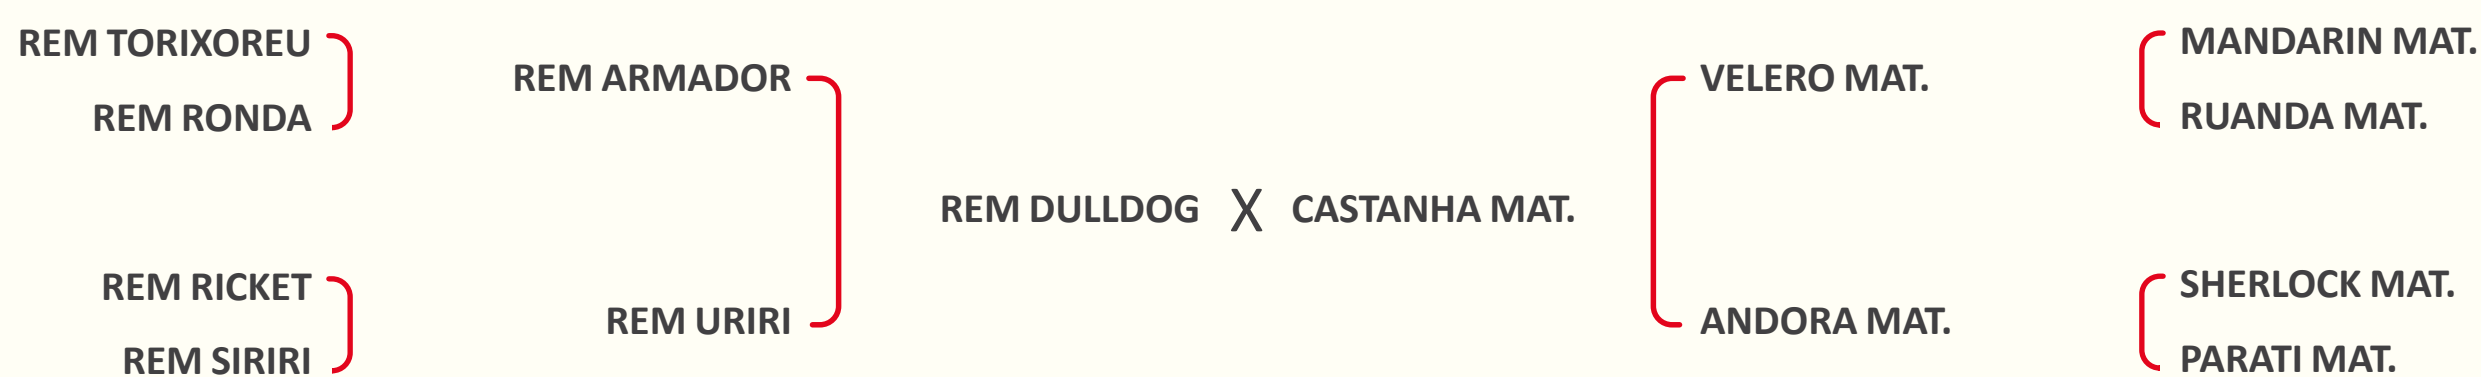 REM TORIXOREU
REM RONDA
REM RICKET
REM SIRIRI
REM ARMADOR
REM URIRI
REM DULLDOG X CASTANHA MAT.
VELERO MAT.
ANDORA MAT.
MANDARIN MAT.
RUANDA MAT.
SHERLOCK MAT.
PARATI MAT.